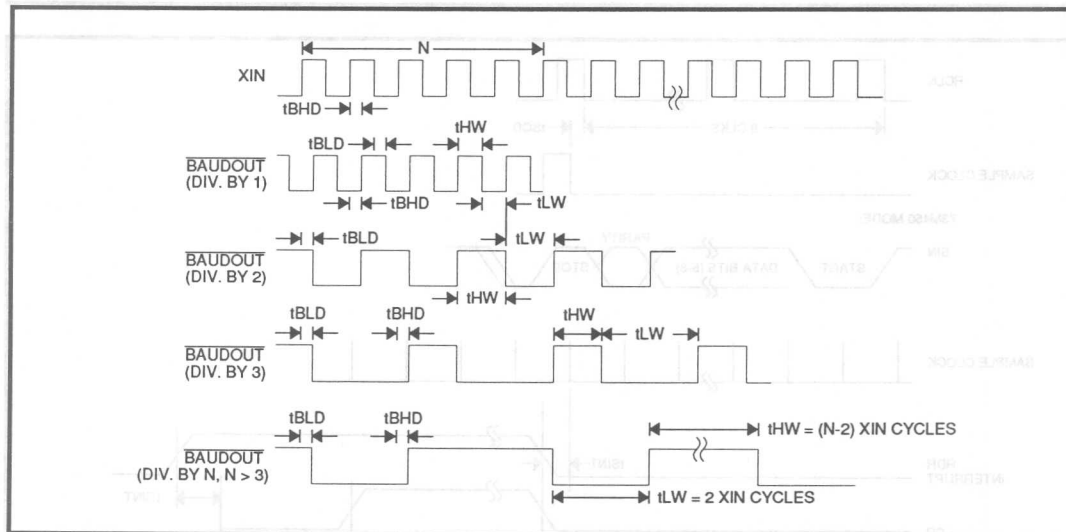 N
XIN
tBHD
tHW
tBLD
BAUDOUT
(DIV. BY 1)
tBHD
tLW
tBLD
tLW
BAUDOUT
(DIV. BY 2)
tHW
tBLD
tBHD
tHW
tLW
BAUDOUT
(DIV. BY 3)
tBLD
tBHD
tHW = (N-2) XIN CYCLES
BAUDOUT
(DIV. BY N, N > 3)
tLW = 2 XIN CYCLES